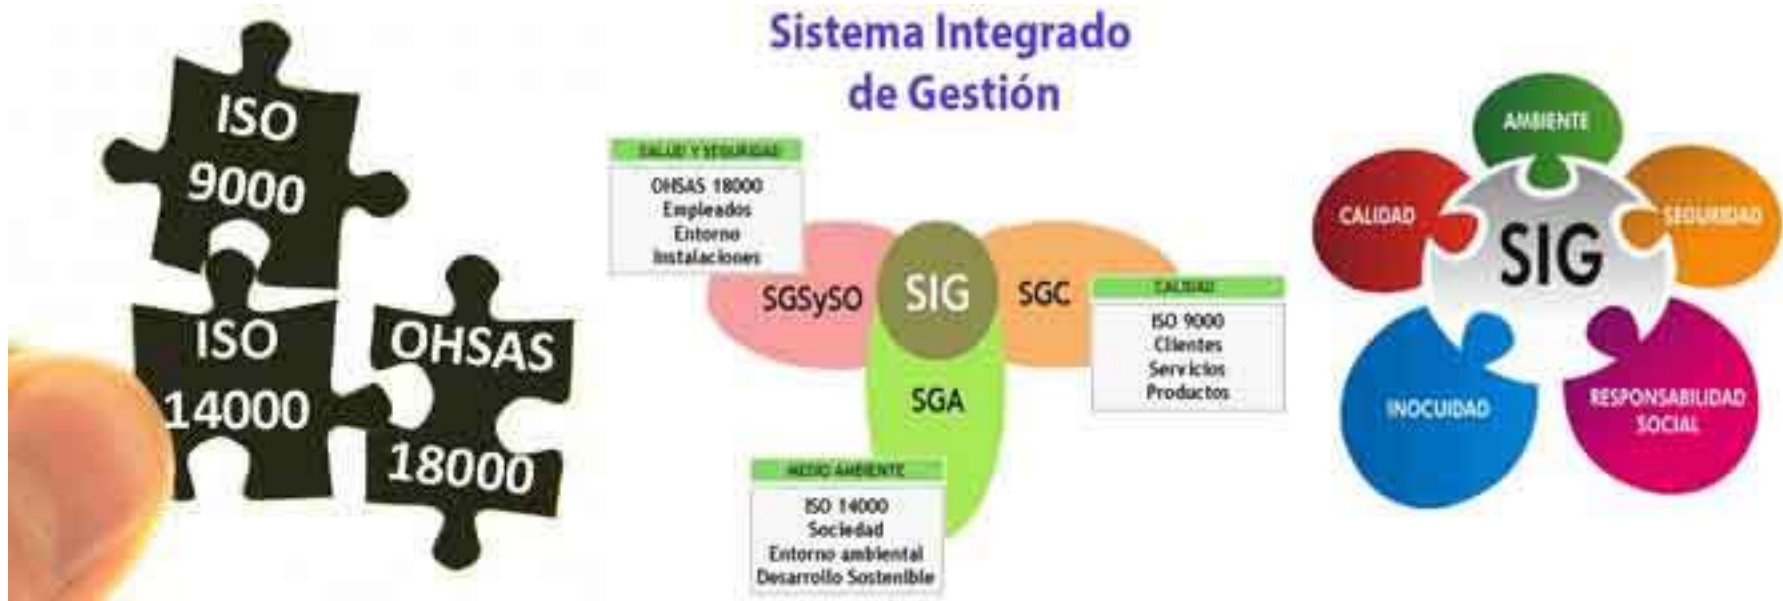 ISO
9000
ISO
14000
OHSAS
18000
Sistema Integrado
de Gestión
SALUD Y SEGURIDAD
OHSAS 18000
Empleados
Entorno
Instalaciones
SGSySO
SIG
SGC
SGA
CALIDAD
ISO 9000
Clientes
Servicios
Productos
MEDIO AMBIENTE
ISO 14000
Sociedad
Entorno ambiental
Desarrollo Sostenible
AMBIENTE
CALIDAD
SEGURIDAD
SIG
INOCUIDAD
RESPONSABILIDAD
SOCIAL